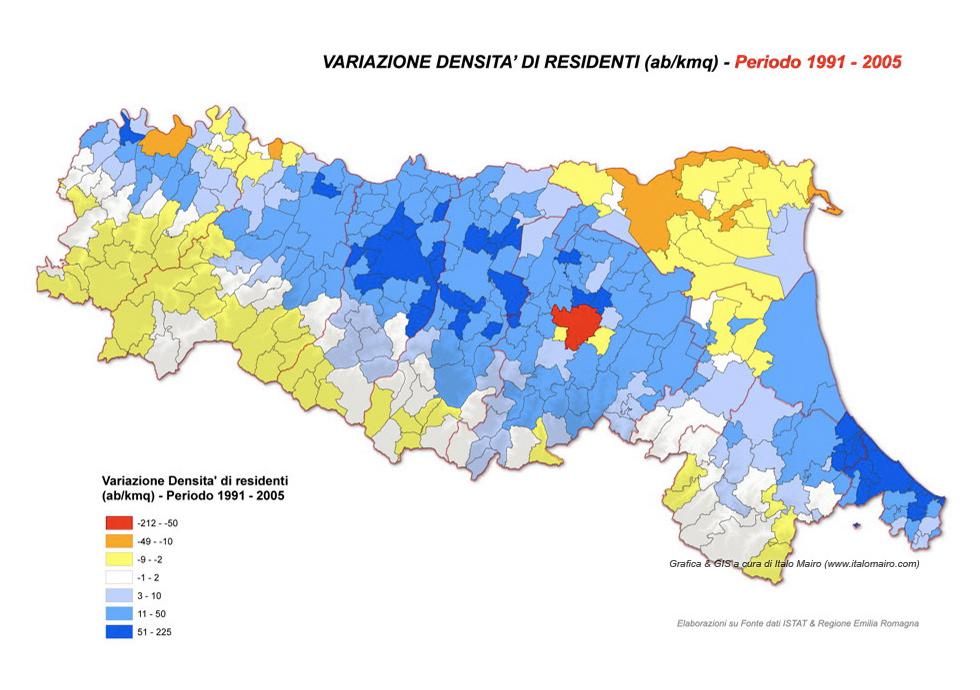 VARIAZIONE DENSITA' DI RESIDENTI (ab/kmq) - Periodo 1991 - 2005
Variazione Densita' di residenti
(ab/kmq) - Periodo 1991 - 2005
-212 - -50
-49 - -10
-9 - -2
-1 - 2
3 - 10
11 - 50
51 - 225
Grafica & GIS a cura di Italo Mairo (www.italomairo.com)
Elaborazioni su Fonte dati ISTAT & Regione Emilia Romagna